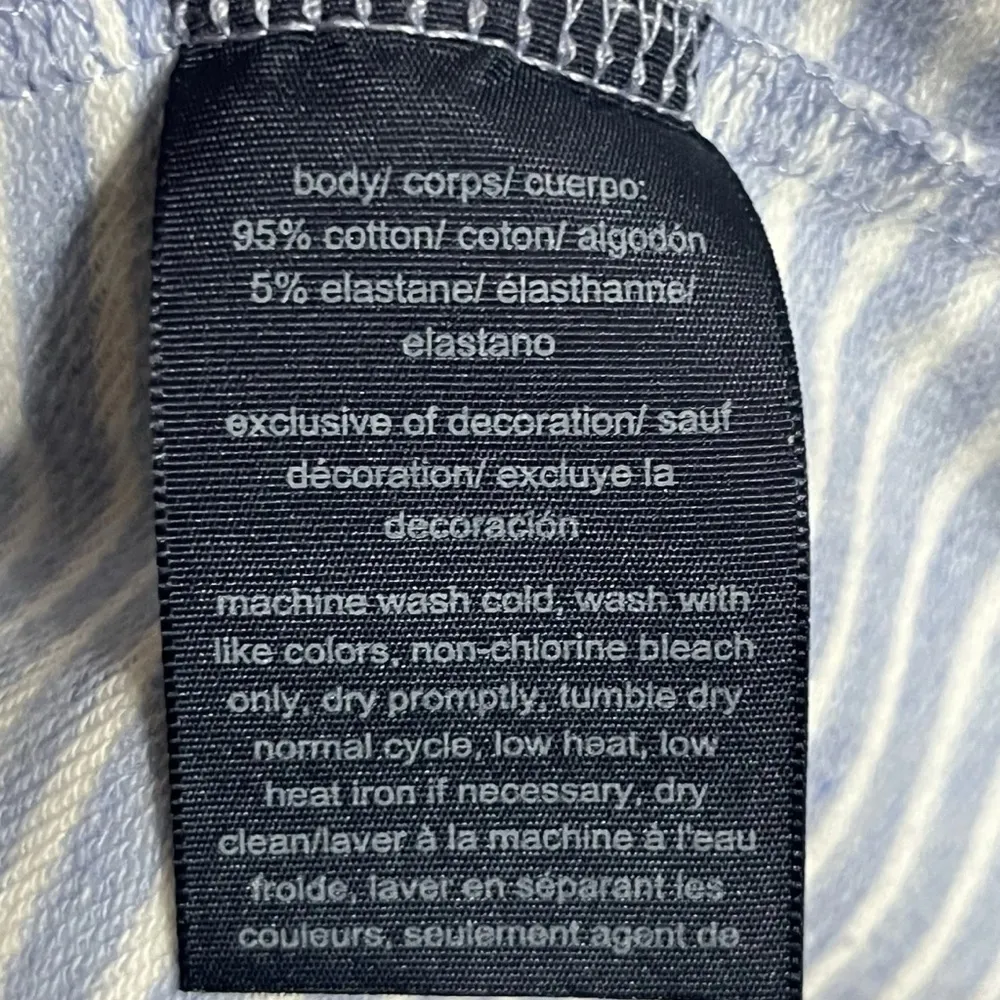 body/ corps/ cuerpo:
95% cotton/ coton/ algodón
5% elastane/ élasthanne/
elastano
exclusive of decoration/ sauf
décoration/ excluye la
decoración
machine wash cold, wash with
like colors, non-chlorine bleach
only, dry promptly, tumble dry
normal cycle, low heat, low
heat iron if necessary, dry
clean/laver à la machine à l'eau
froide, laver en séparant les
couleurs, seulement agent de